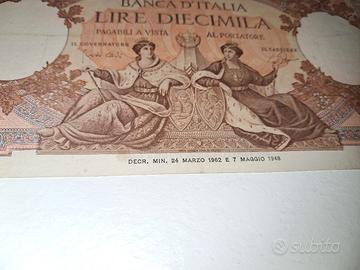 BANCA D'ITALIA
LIRE DIECIMILA
PAGABILI A VISTA AL PORTATORE
IL GOVERNATORE IL CASSIERE
DECR. MIN. 24 MARZO 1962 E 7 MAGGIO 1948
subito